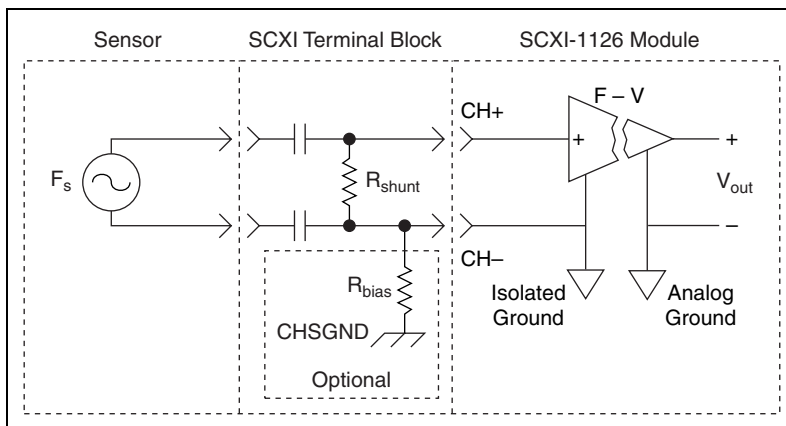 Sensor
SCXI Terminal Block
SCXI-1126 Module
F – V
CH+
+
+
Fs
Rshunt
Vout
–
CH–
Rbias
Isolated
Ground
Analog
Ground
CHSGND
Optional